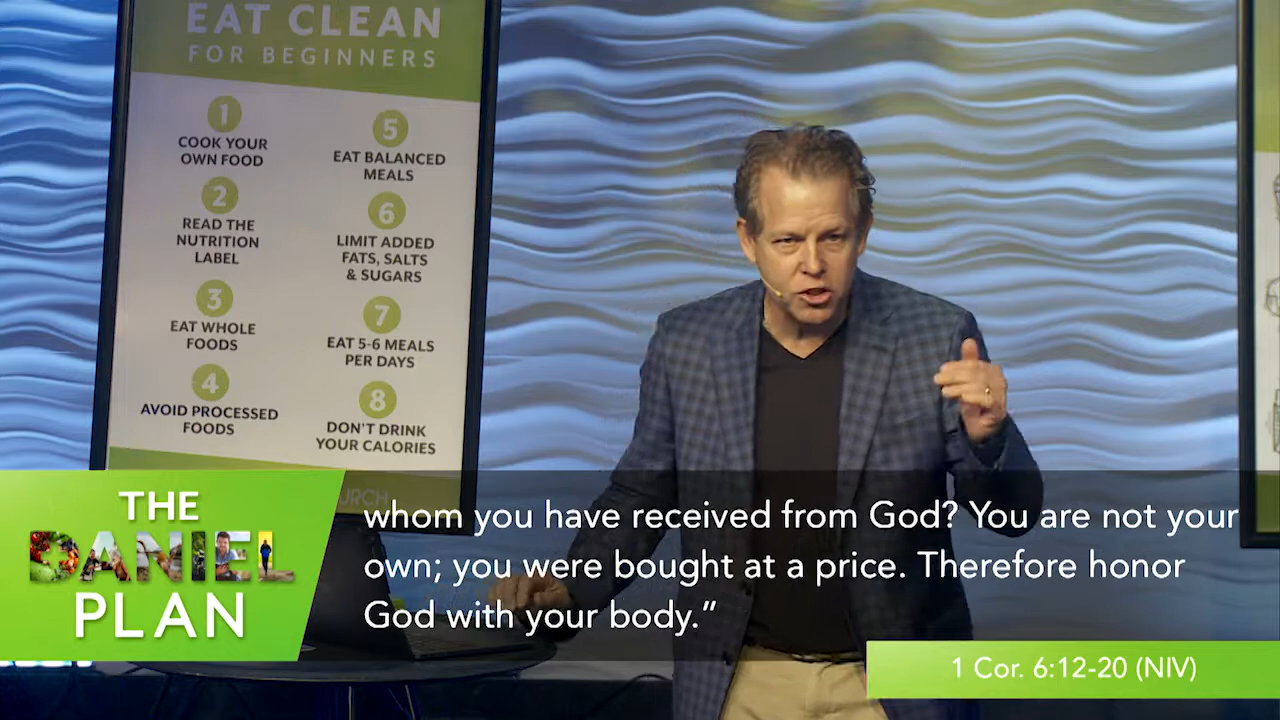 EAT CLEAN
FOR BEGINNERS
1
COOK YOUR
OWN FOOD
2
READ THE
NUTRITION
LABEL
3
EAT WHOLE
FOODS
4
AVOID PROCESSED
FOODS
5
EAT BALANCED
MEALS
6
LIMIT ADDED
FATS, SALTS
& SUGARS
7
EAT 5-6 MEALS
PER DAYS
8
DON'T DRINK
YOUR CALORIES
THE
DANIEL
PLAN
whom you have received from God? You are not your
own; you were bought at a price. Therefore honor
God with your body.”
1 Cor. 6:12-20 (NIV)